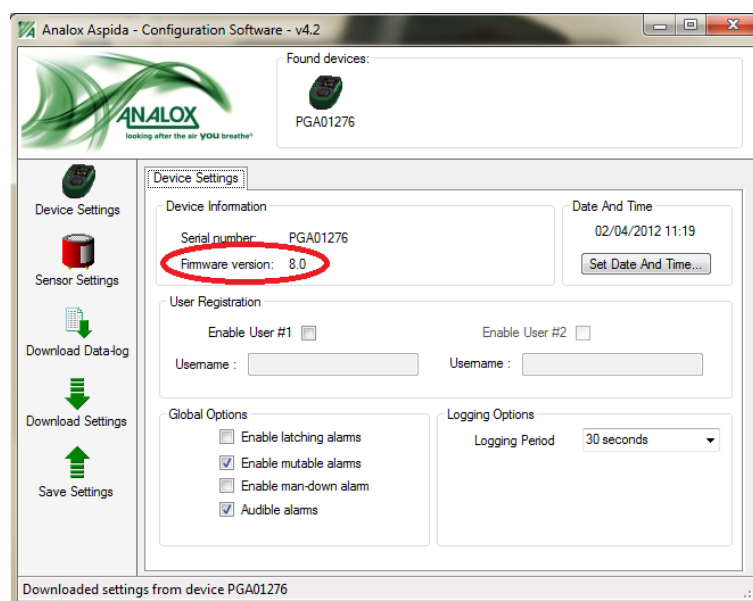 Analox Aspida - Configuration Software - v4.2
Found devices:
PGA01276
ANALOX
looking after the air YOU breathe®
Device Settings
Sensor Settings
Download Data-log
Download Settings
Save Settings
Device Settings
Device Information
Serial number: PGA01276
Firmware version: 8.0
Date And Time
02/04/2012 11:19
Set Date And Time...
User Registration
Enable User #1
Enable User #2
Username :
Username :
Global Options
Enable latching alarms
Enable mutable alarms
Enable man-down alarm
Audible alarms
Logging Options
Logging Period 30 seconds
Downloaded settings from device PGA01276